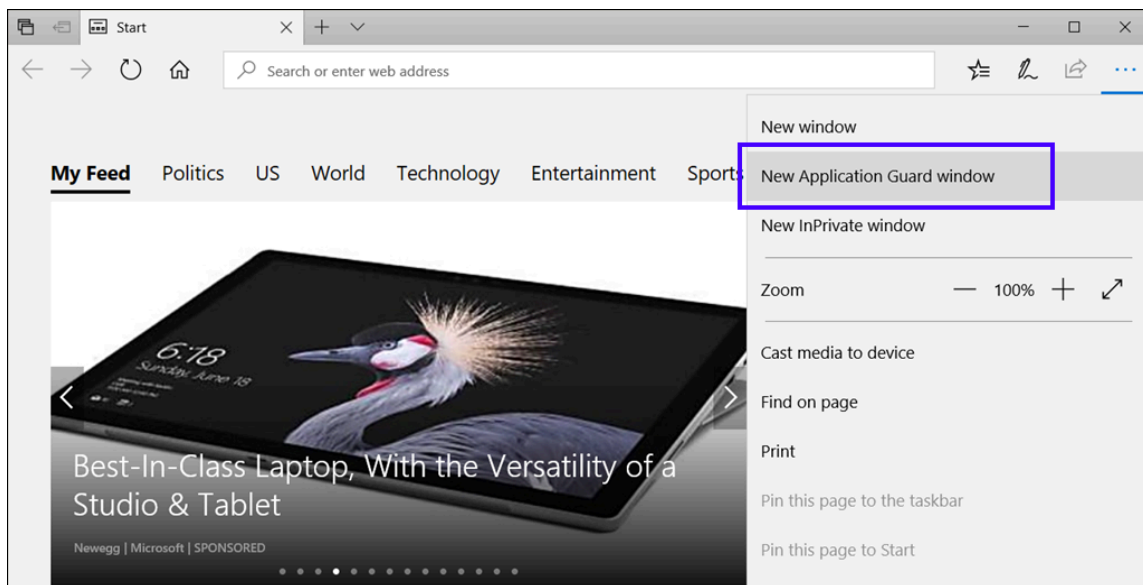 Start
Search or enter web address
My Feed Politics US World Technology Entertainment Sports
New window
New Application Guard window
New InPrivate window
Zoom 100%
Cast media to device
Find on page
Print
Pin this page to the taskbar
Pin this page to Start
6:18
Sunday, June 18
Best-In-Class Laptop, With the Versatility of a
Studio & Tablet
Newegg | Microsoft | SPONSORED